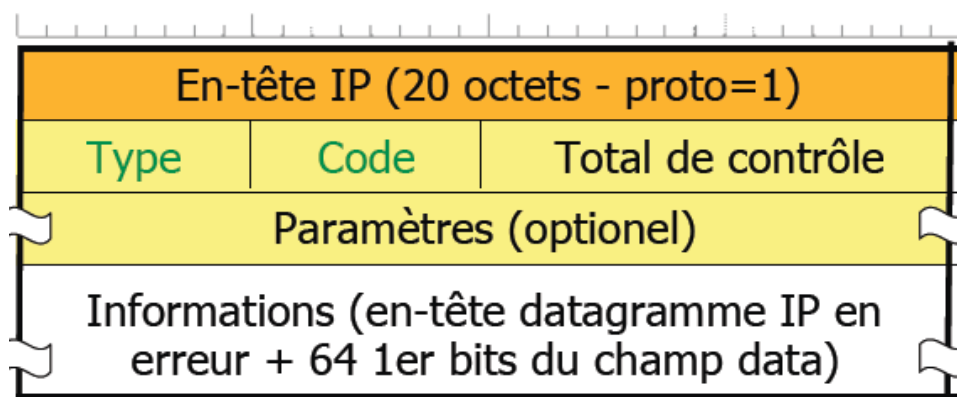 En-tête IP (20 octets - proto=1)
Type Code Total de contrôle
Paramètres (optionel)
Informations (en-tête datagramme IP en
erreur + 64 1er bits du champ data)